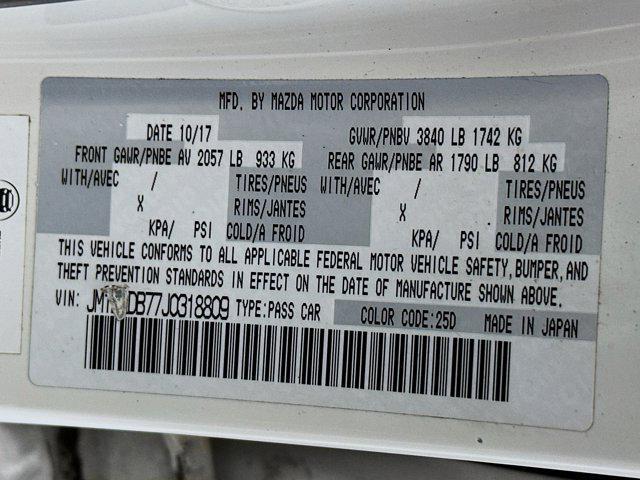 MFD. BY MAZDA MOTOR CORPORATION
DATE 10/17 GVWR/PNBV 3840 LB 1742 KG
FRONT GAWR/PNBE AV 2057 LB 933 KG REAR GAWR/PNBE AR 1790 LB 812 KG
WITH/AVEC / TIRES/PNEUS WITH/AVEC / TIRES/PNEUS
X RIMS/JANTES X RIMS/JANTES
KPA/ PSI COLD/A FROID KPA/ PSI COLD/A FROID
THIS VEHICLE CONFORMS TO ALL APPLICABLE FEDERAL MOTOR VEHICLE SAFETY, BUMPER, AND
THEFT PREVENTION STANDARDS IN EFFECT ON THE DATE OF MANUFACTURE SHOWN ABOVE.
VIN: TYPE:PASS CAR COLOR CODE:25D MADE IN JAPAN